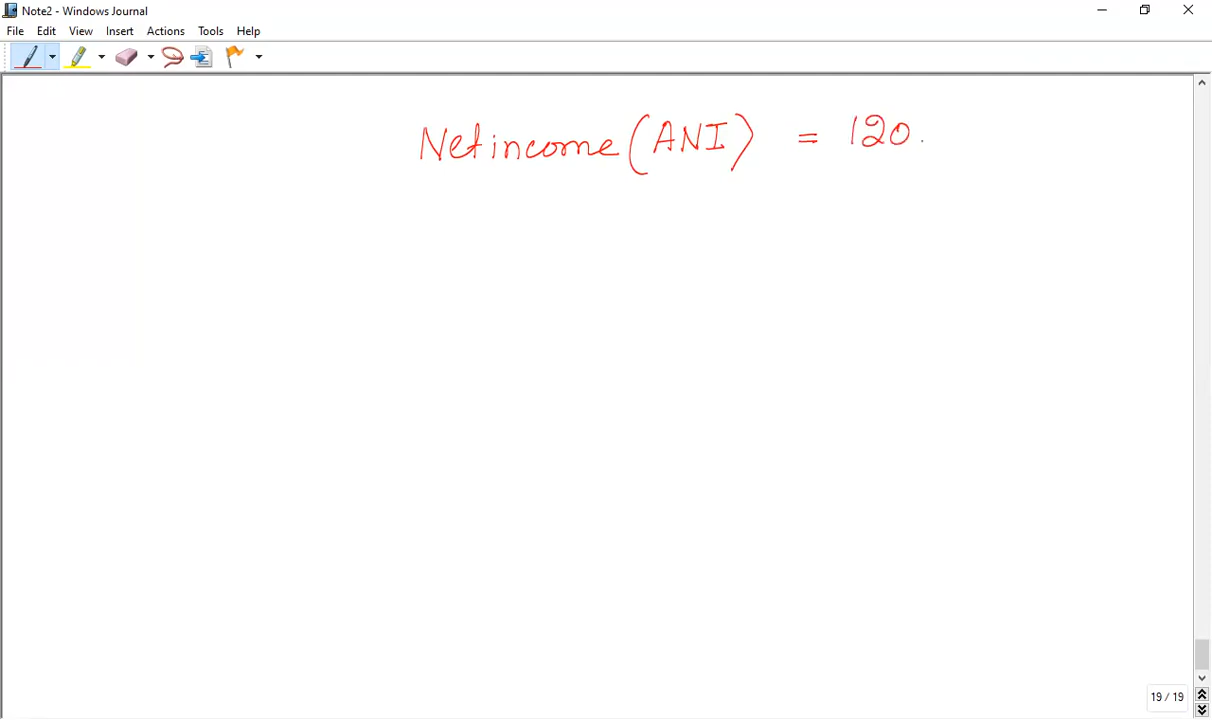 Note2 - Windows Journal
File Edit View Insert Actions Tools Help
Net income (ANI) = 120.
19 / 19